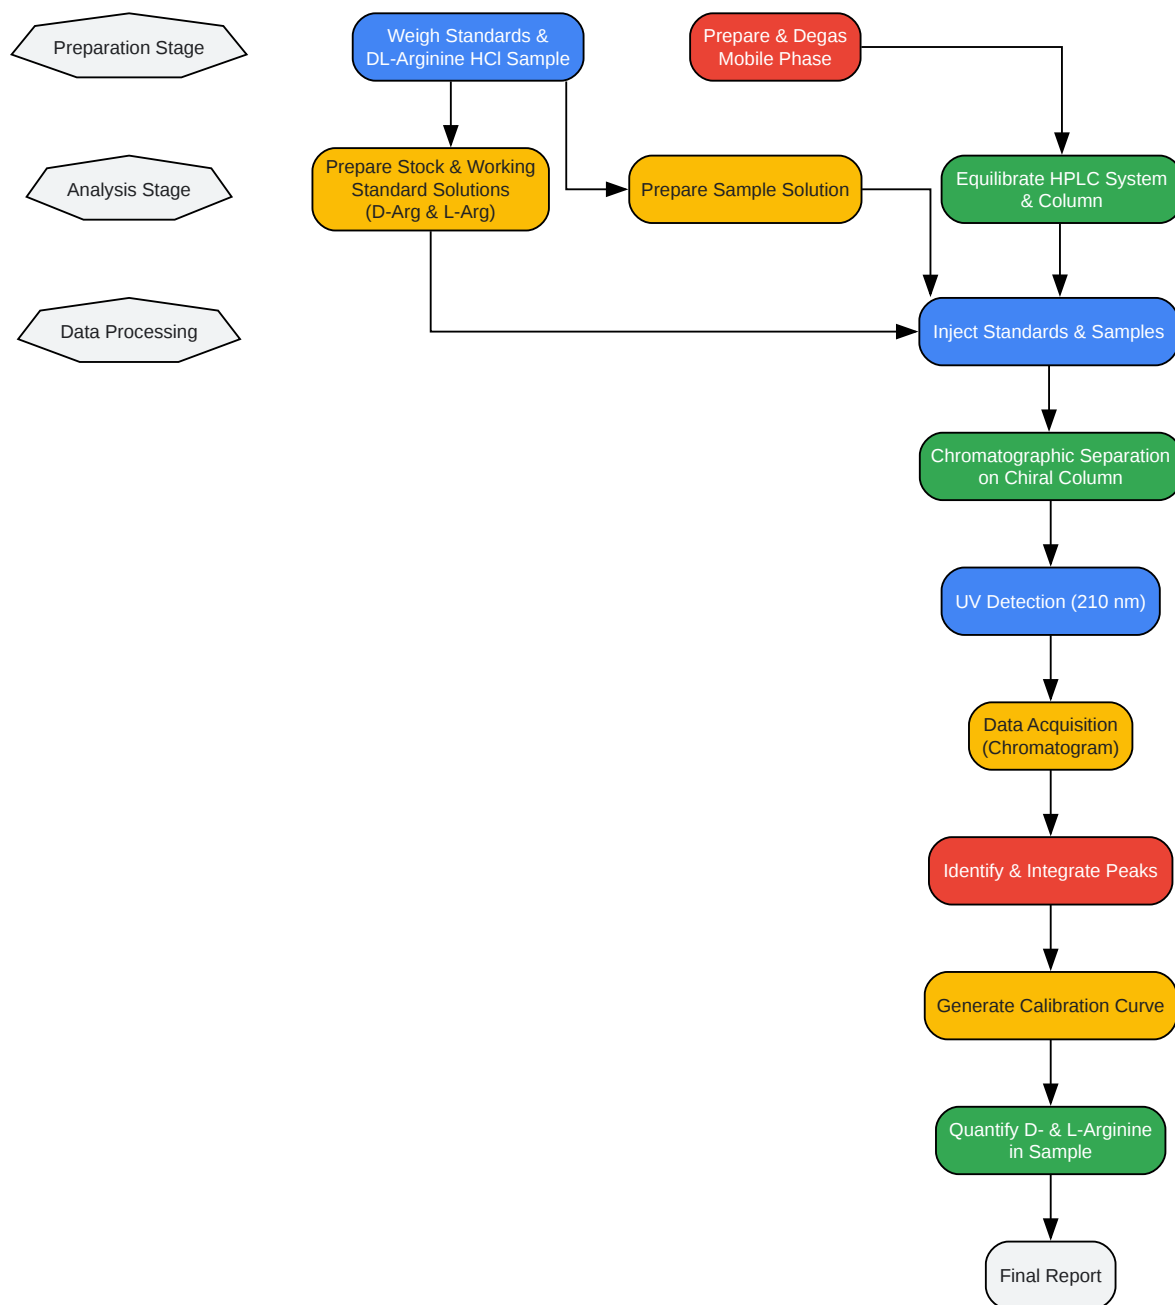 Preparation Stage
Weigh Standards &
DL-Arginine HCl Sample
Prepare & Degas
Mobile Phase
Analysis Stage
Prepare Stock & Working
Standard Solutions
(D-Arg & L-Arg)
Prepare Sample Solution
Equilibrate HPLC System
& Column
Data Processing
Inject Standards & Samples
Chromatographic Separation
on Chiral Column
UV Detection (210 nm)
Data Acquisition
(Chromatogram)
Identify & Integrate Peaks
Generate Calibration Curve
Quantify D- & L-Arginine
in Sample
Final Report